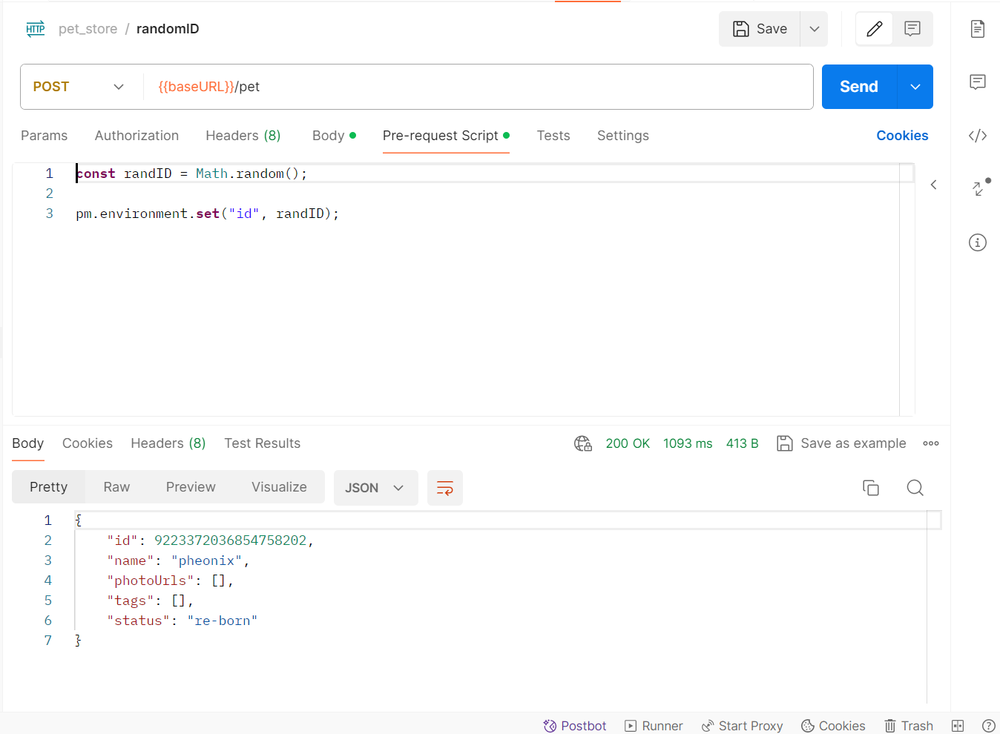 HTTP pet_store / randomID Save
POST {{baseURL}}/pet Send
Params Authorization Headers (8) Body Pre-request Script Tests Settings Cookies
1 const randID = Math.random();
2
3 pm.environment.set("id", randID);
Body Cookies Headers (8) Test Results 200 OK 1093 ms 413 B Save as example
Pretty Raw Preview Visualize JSON
1 {
2 "id": 9223372036854758202,
3 "name": "pheonix",
4 "photoUrls": [],
5 "tags": [],
6 "status": "re-born"
7 }
Postbot Runner Start Proxy Cookies Trash